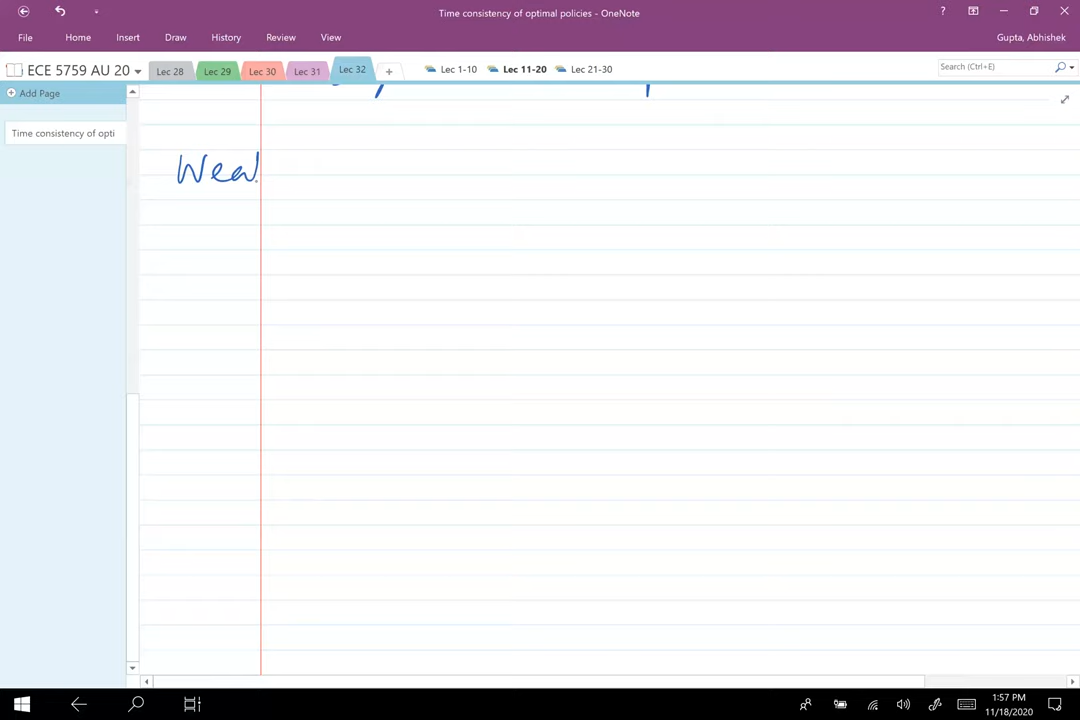 Time consistency of optimal policies - OneNote
File Home Insert Draw History Review View Gupta, Abhishek
ECE 5759 AU 20 Lec 28 Lec 29 Lec 30 Lec 31 Lec 32 Lec 1-10 Lec 11-20 Lec 21-30 Search (Ctrl+E)
Add Page
Time consistency of opti
Weal
1:57 PM
11/18/2020